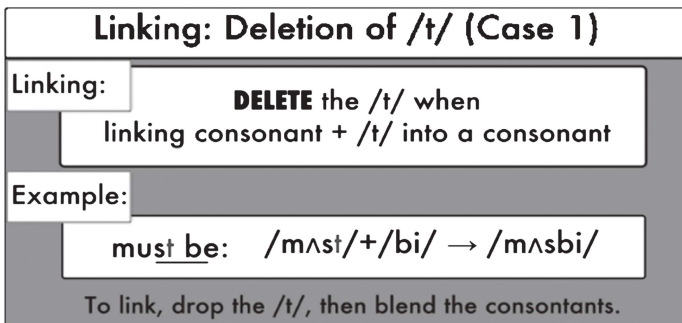 Linking: Deletion of /t/ (Case 1)
Linking:
DELETE the /t/ when
linking consonant + /t/ into a consonant
Example:
must be: /mʌst/+/bi/ → /mʌsbi/
To link, drop the /t/, then blend the consontants.